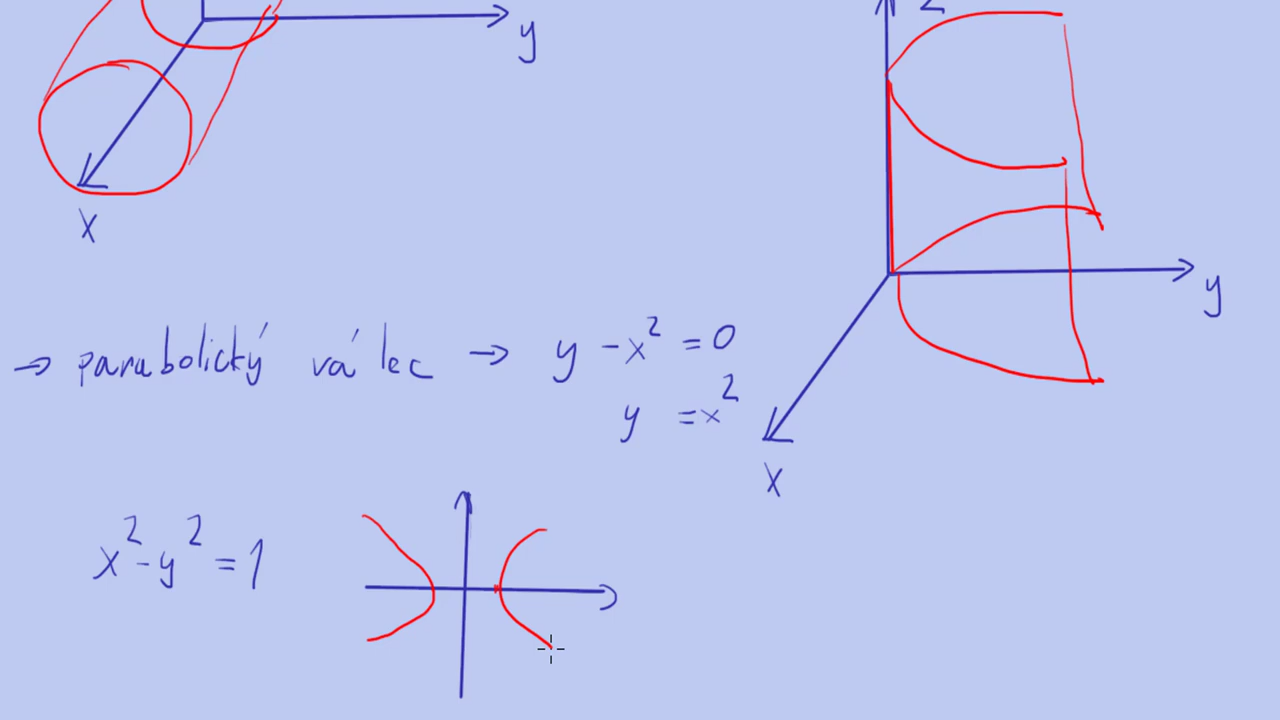 y
x
z
y
x
→ parabolický válec → y - x² = 0
y = x²
x² - y² = 1